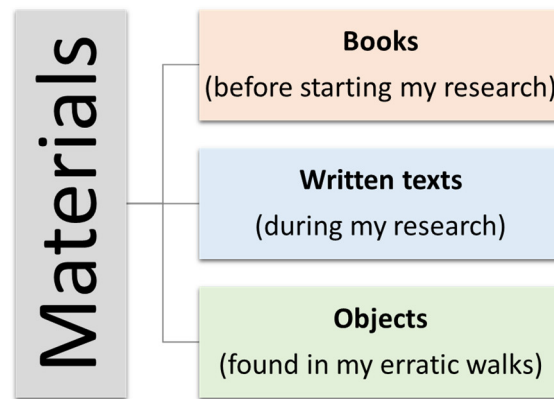 Materials
Books
(before starting my research)
Written texts
(during my research)
Objects
(found in my erratic walks)